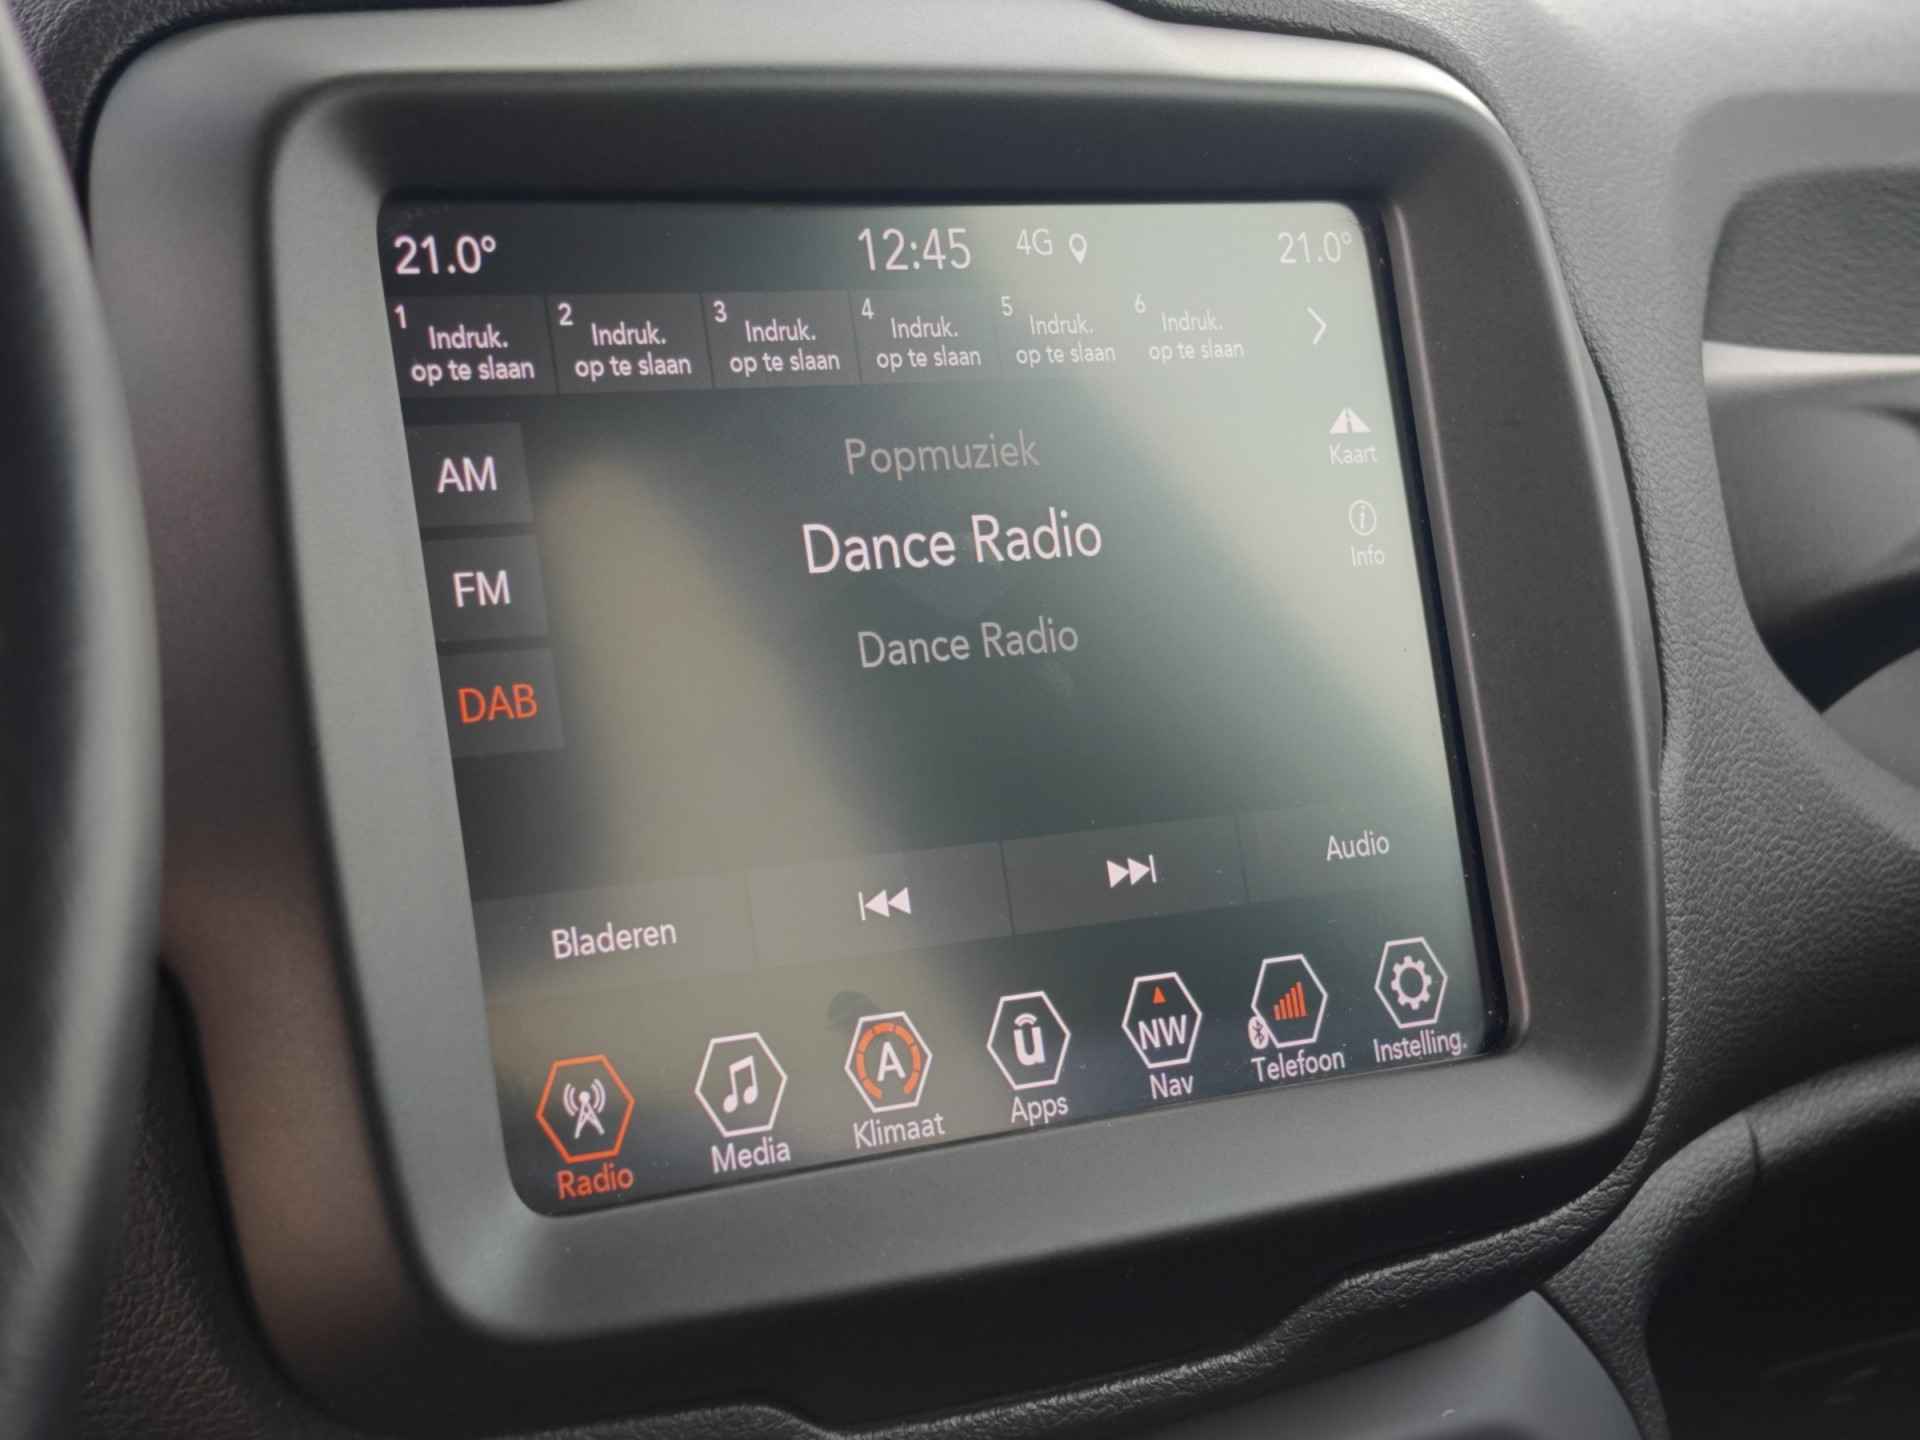 21.0° 12:45 4G 21.0°
1 2 3 4 5 6
Indruk. Indruk. Indruk. Indruk. Indruk. Indruk.
op te slaan op te slaan op te slaan op te slaan op te slaan op te slaan
Popmuziek
Kaart
AM
Dance Radio
Info
FM
Dance Radio
DAB
Bladeren Audio
A u NW
Radio Media Klimaat Apps Nav Telefoon Instelling.